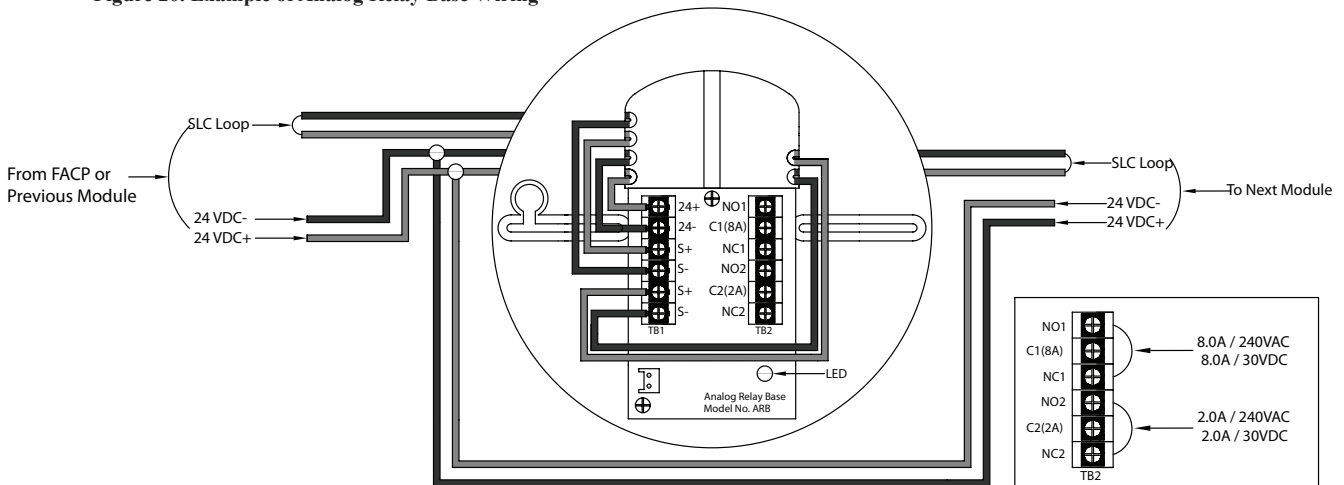 Figure 20. Example of Analog Relay Base Wiring
SLC Loop
From FACP or
Previous Module
24 VDC-
24 VDC+
24+
24-
S+
S-
S+
S-
TB1
NO1
C1(8A)
NC1
NO2
C2(2A)
NC2
TB2
LED
Analog Relay Base
Model No. ARB
SLC Loop
24 VDC-
24 VDC+
To Next Module
NO1
C1(8A)
NC1
NO2
C2(2A)
NC2
TB2
8.0A / 240VAC
8.0A / 30VDC
2.0A / 240VAC
2.0A / 30VDC